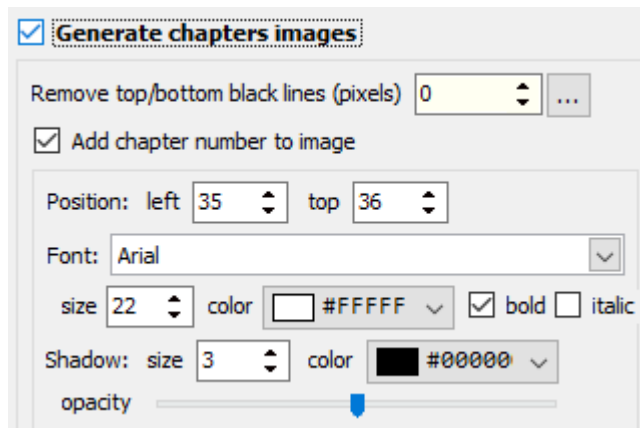 Generate chapters images
Remove top/bottom black lines (pixels) 0 ...
Add chapter number to image
Position: left 35 top 36
Font: Arial
size 22 color #FFFFF bold italic
Shadow: size 3 color #00000
opacity